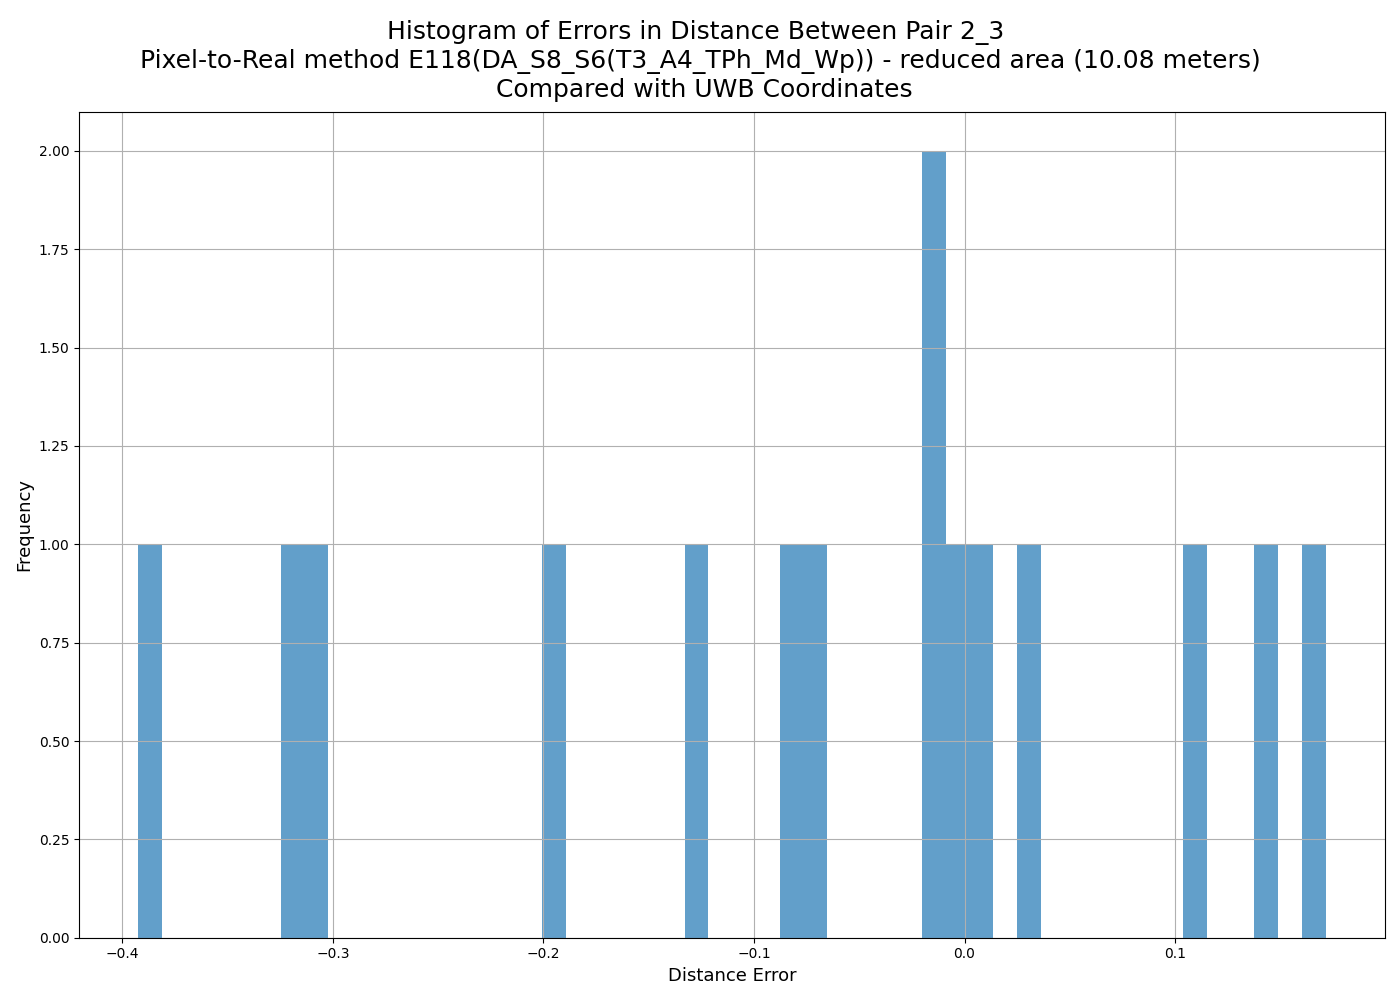 Histogram of Errors in Distance Between Pair 2_3
Pixel-to-Real method E118(DA_S8_S6(T3_A4_TPh_Md_Wp)) - reduced area (10.08 meters)
Compared with UWB Coordinates
2.00
1.75
1.50
1.25
1.00
0.75
0.50
0.25
0.00
Frequency
−0.4 −0.3 −0.2 −0.1 0.0 0.1
Distance Error